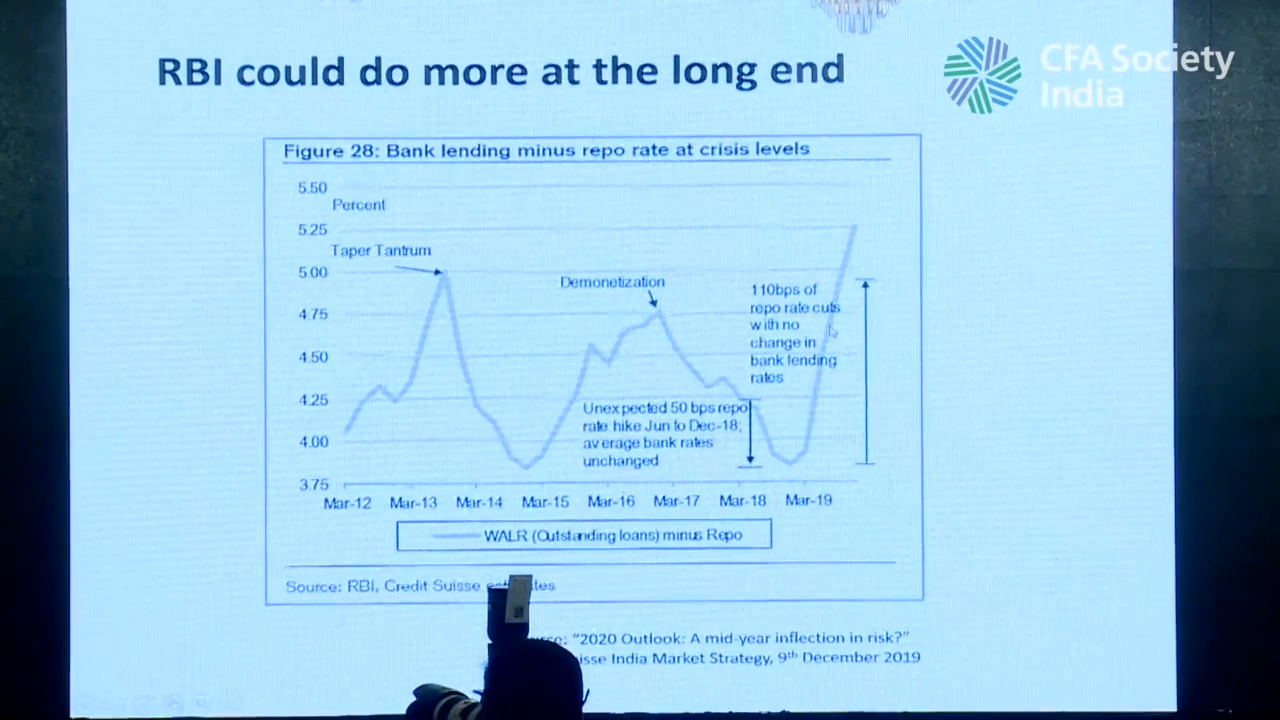 RBI could do more at the long end
CFA Society
India
Figure 28: Bank lending minus repo rate at crisis levels
5.50
Percent
5.25
Taper Tantrum
5.00
Demonetization
110bps of
repo rate cuts
with no
change in
bank lending
rates
4.75
4.50
4.25
Unexpected 50 bps repo
rate hike Jun to Dec-18;
average bank rates
unchanged
4.00
3.75
Mar-12 Mar-13 Mar-14 Mar-15 Mar-16 Mar-17 Mar-18 Mar-19
WALR (Outstanding loans) minus Repo
Source: RBI, Credit Suisse
"2020 Outlook: A mid-year inflection in risk?"
India Market Strategy, 9th December 2019